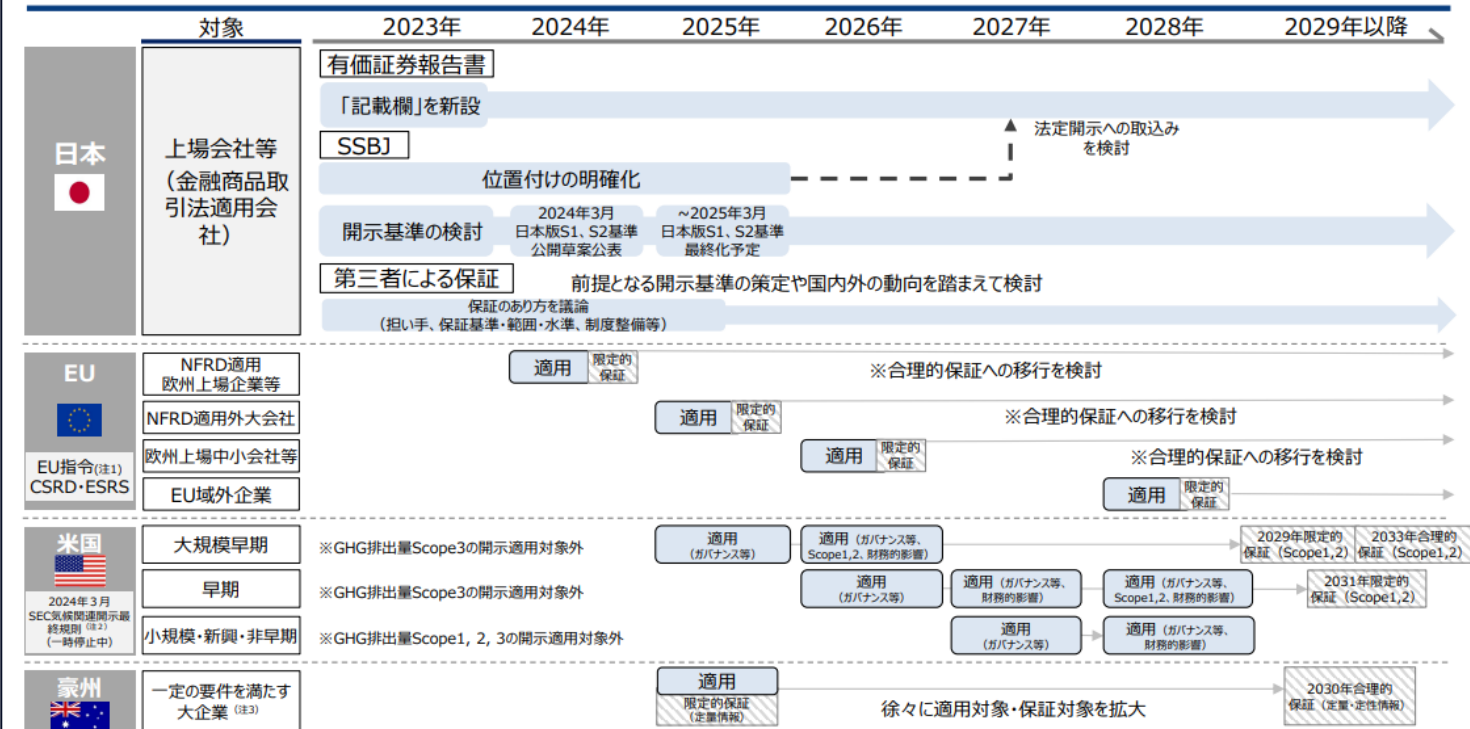 対象 2023年 2024年 2025年 2026年 2027年 2028年 2029年以降
日本
上場会社等
(金融商品取
引法適用会
社)
有価証券報告書
「記載欄」を新設
法定開示への取込み
を検討
SSBJ
位置付けの明確化
開示基準の検討
2024年3月
日本版S1、S2基準
公開草案公表
~2025年3月
日本版S1、S2基準
最終化予定
第三者による保証
前提となる開示基準の策定や国内外の動向を踏まえて検討
保証のあり方を議論
(担い手、保証基準・範囲・水準、制度整備等)
EU
EU指令(注1)
CSRD・ESRS
NFRD適用
欧州上場企業等
適用
限定的
保証
※合理的保証への移行を検討
NFRD適用外大会社
適用
限定的
保証
※合理的保証への移行を検討
欧州上場中小会社等
適用
限定的
保証
※合理的保証への移行を検討
EU域外企業
適用
限定的
保証
米国
2024年3月
SEC気候関連開示最
終規則(注2)
(一時停止中)
大規模早期
※GHG排出量Scope3の開示適用対象外
適用
(ガバナンス等)
適用(ガバナンス等、
Scope1,2、財務的影響)
2029年限定的
保証(Scope1,2)
2033年合理的
保証(Scope1,2)
早期
※GHG排出量Scope3の開示適用対象外
適用
(ガバナンス等)
適用(ガバナンス等、
財務的影響)
適用(ガバナンス等、
Scope1,2、財務的影響)
2031年限定的
保証(Scope1,2)
小規模・新興・非早期
※GHG排出量Scope1, 2, 3の開示適用対象外
適用
(ガバナンス等)
適用(ガバナンス等、
財務的影響)
豪州
一定の要件を満たす
大企業(注3)
適用
限定的保証
(定量情報)
徐々に適用対象・保証対象を拡大
2030年合理的
保証(定量・定性情報)